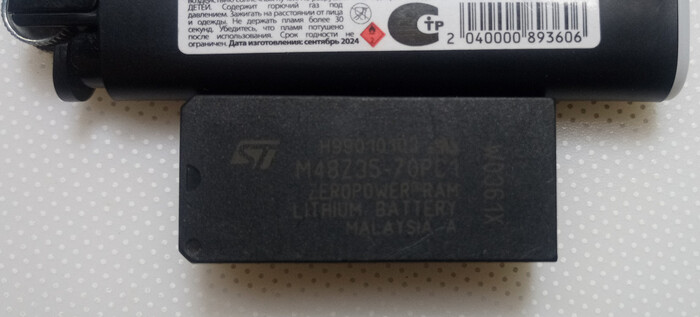 ДЕТЕЙ! Содержит горючий газ под
давлением. Зажигать на расстоянии от лица
и одежды. Не держать пламя более 30
секунд. Убедитесь, что пламя потушено
после использования. Срок годности не
ограничен. Дата изготовления: сентябрь 2024
СТР
2 040000 893606
ST
M48Z35-70PC1
ZEROPOWER RAM
LITHIUM BATTERY
MALAYSIA A